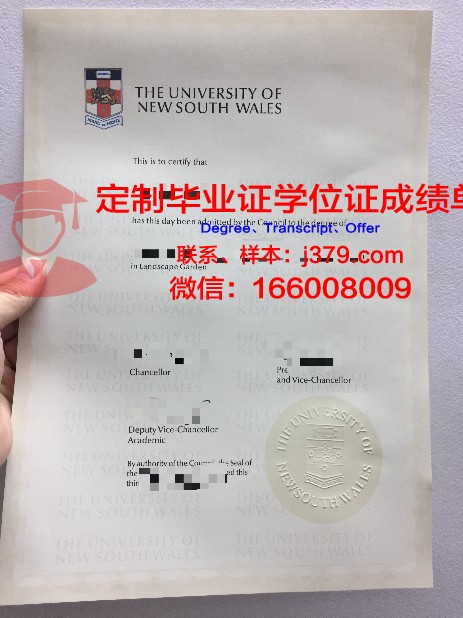 THE UNIVERSITY OF
NEW SOUTH WALES
This is to certify that
定制毕业证学位证成绩单
has this day been admitted by the Council to the degree of
Degree、Transcript、Offer
联系、样本：j379.com
in Landscape Garden
微信：166008009
Chancellor
and Vice-Chancellor
Deputy Vice-Chancellor
Academic
By authority of the Council, the Seal of
the
ed this
THE UNIVERSITY OF
NEW SOUTH WALES